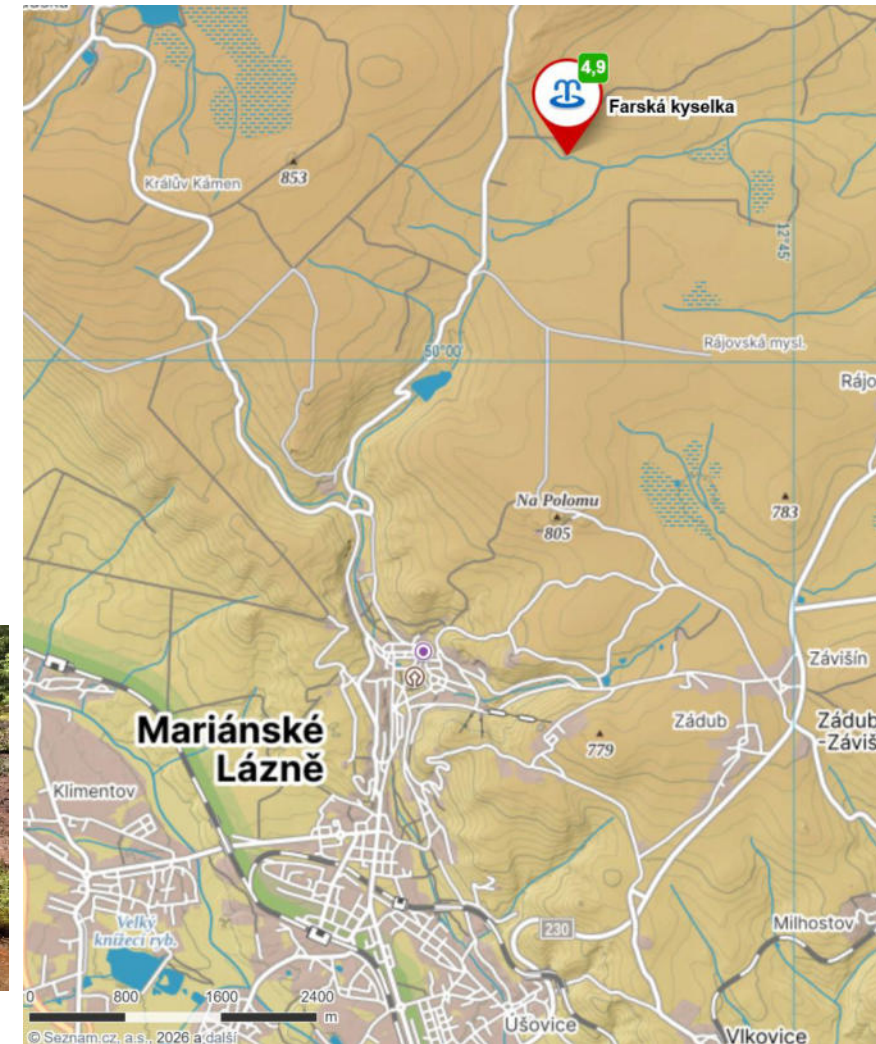 4,9
Farská kyselka
Králův Kámen
853
12°45'
Rájovská mysl.
50°00'
Rájo
Na Polomu
805
783
Závišín
Mariánské
Lázně
Zádub
Zádub
-Záviš
779
Klimentov
Velký
knížecí ryb.
230
Milhostov
0 800 1600 2400
m
Úšovice
© Seznam.cz, a.s., 2026 a další
Vlkovice